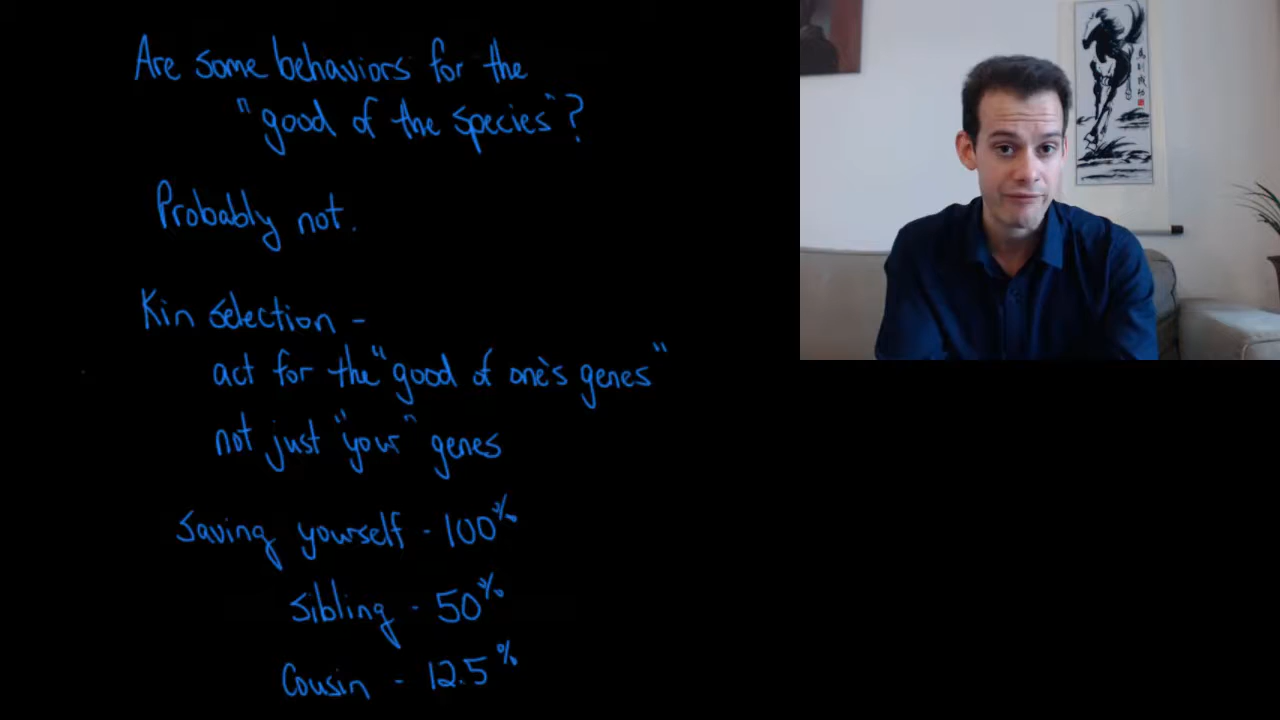 Are some behaviors for the
"good of the species"?
Probably not.
Kin selection -
act for the "good of one's genes"
not just "your" genes
Saving yourself - 100%
Sibling - 50%
Cousin - 12.5%